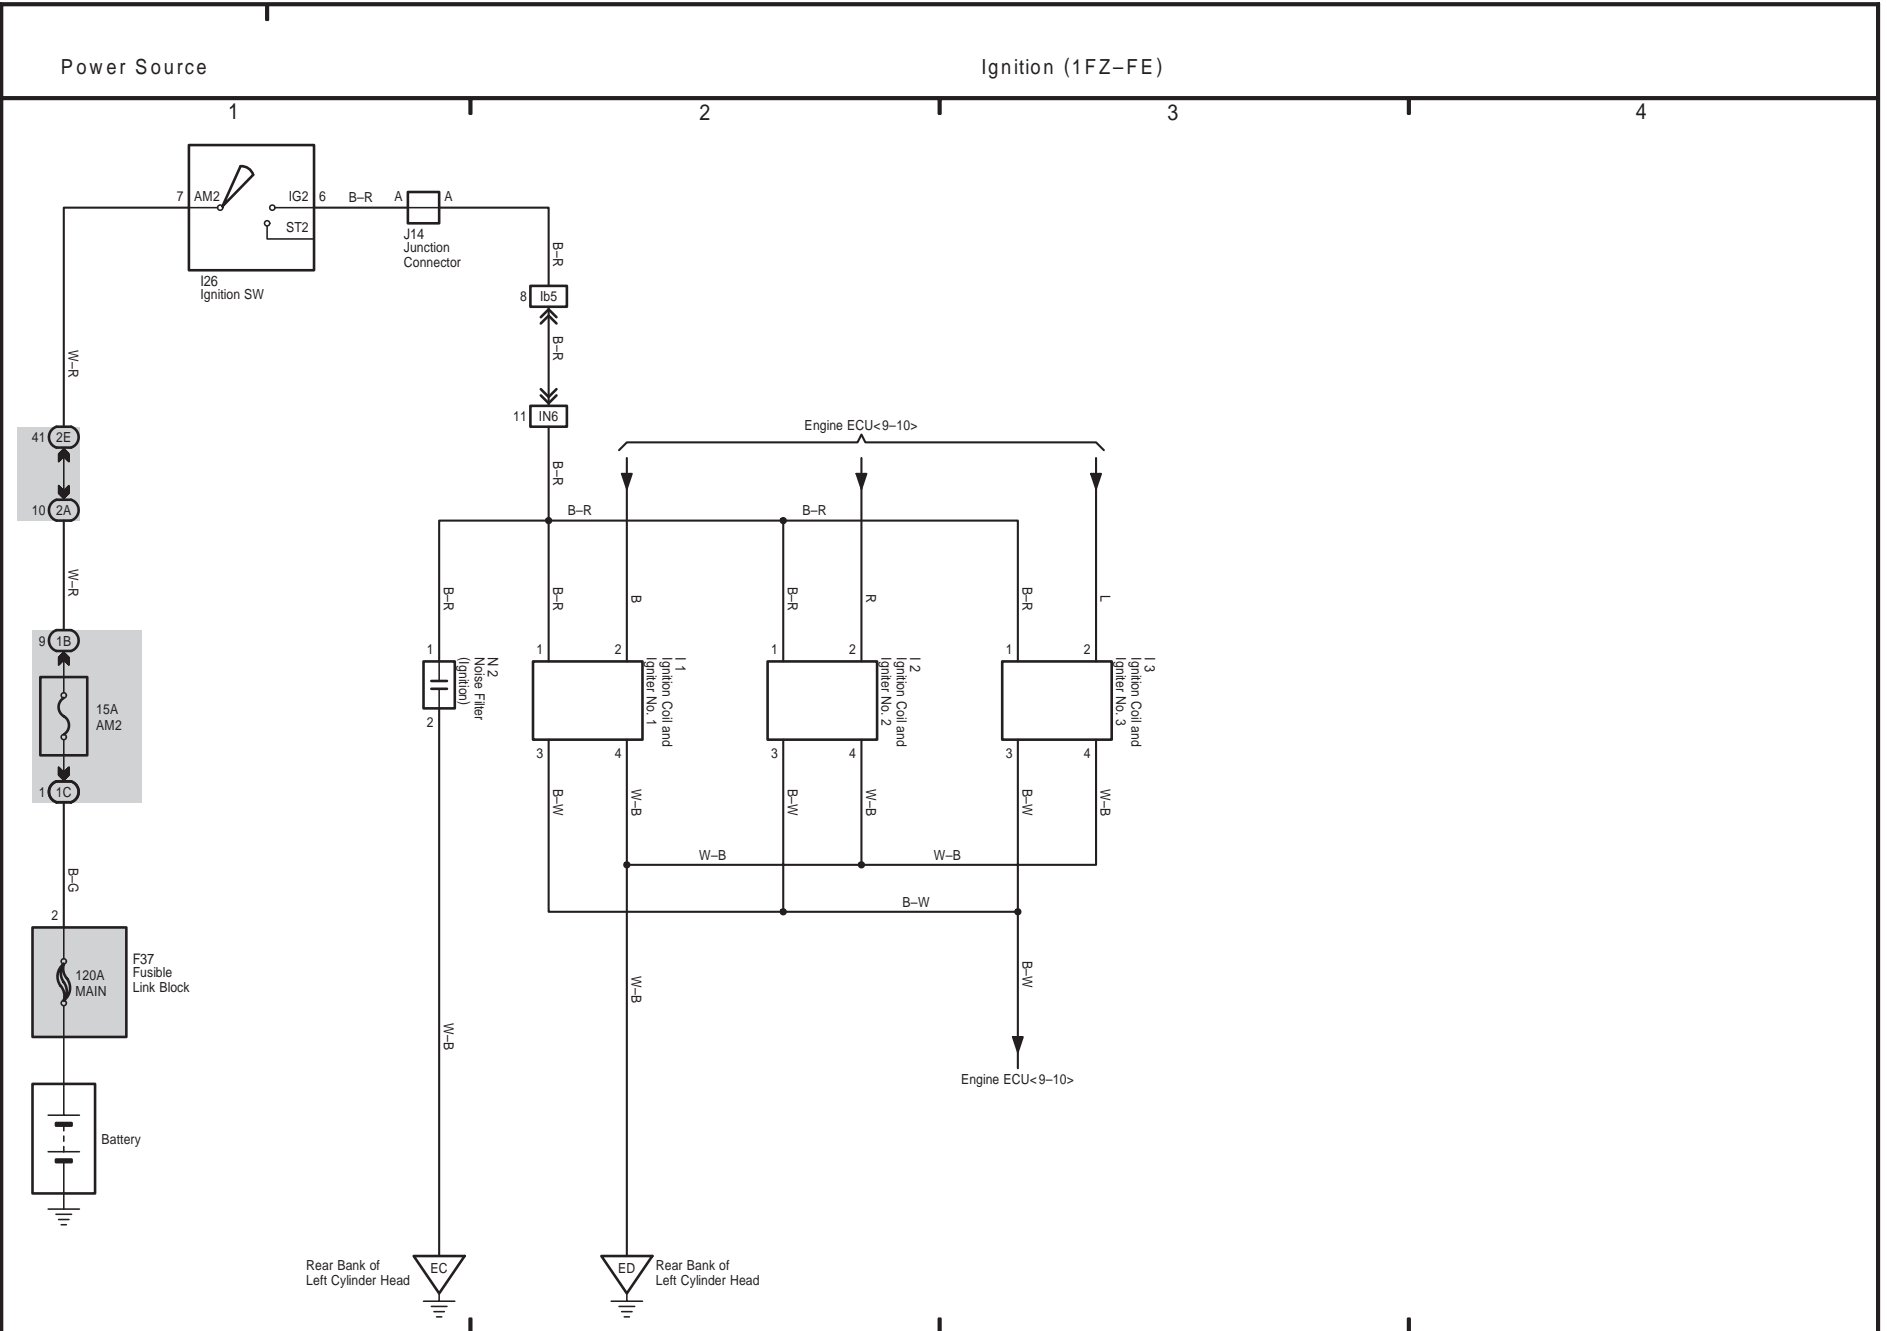 Power Source
Ignition (1FZ–FE)
1
2
3
4
7
AM2
IG2
6
ST2
I26
Ignition SW
B–R
A
A
J14
Junction
Connector
B–R
8
Ib5
B–R
11
IN6
B–R
W–R
41
2E
10
2A
W–R
9
1B
15A
AM2
1
1C
B–G
2
120A
MAIN
F37
Fusible
Link Block
Battery
Engine ECU<9–10>
B–R
B–R
B–R
B–R
B
B–R
R
B–R
L
1
2
N 2
Noise Filter
(Ignition)
1
2
3
4
I 1
Ignition Coil and
Igniter No. 1
1
2
3
4
I 2
Ignition Coil and
Igniter No. 2
1
2
3
4
I 3
Ignition Coil and
Igniter No. 3
B–W
W–B
B–W
W–B
B–W
W–B
W–B
W–B
B–W
W–B
B–W
W–B
Engine ECU<9–10>
Rear Bank of
Left Cylinder Head
EC
ED
Rear Bank of
Left Cylinder Head